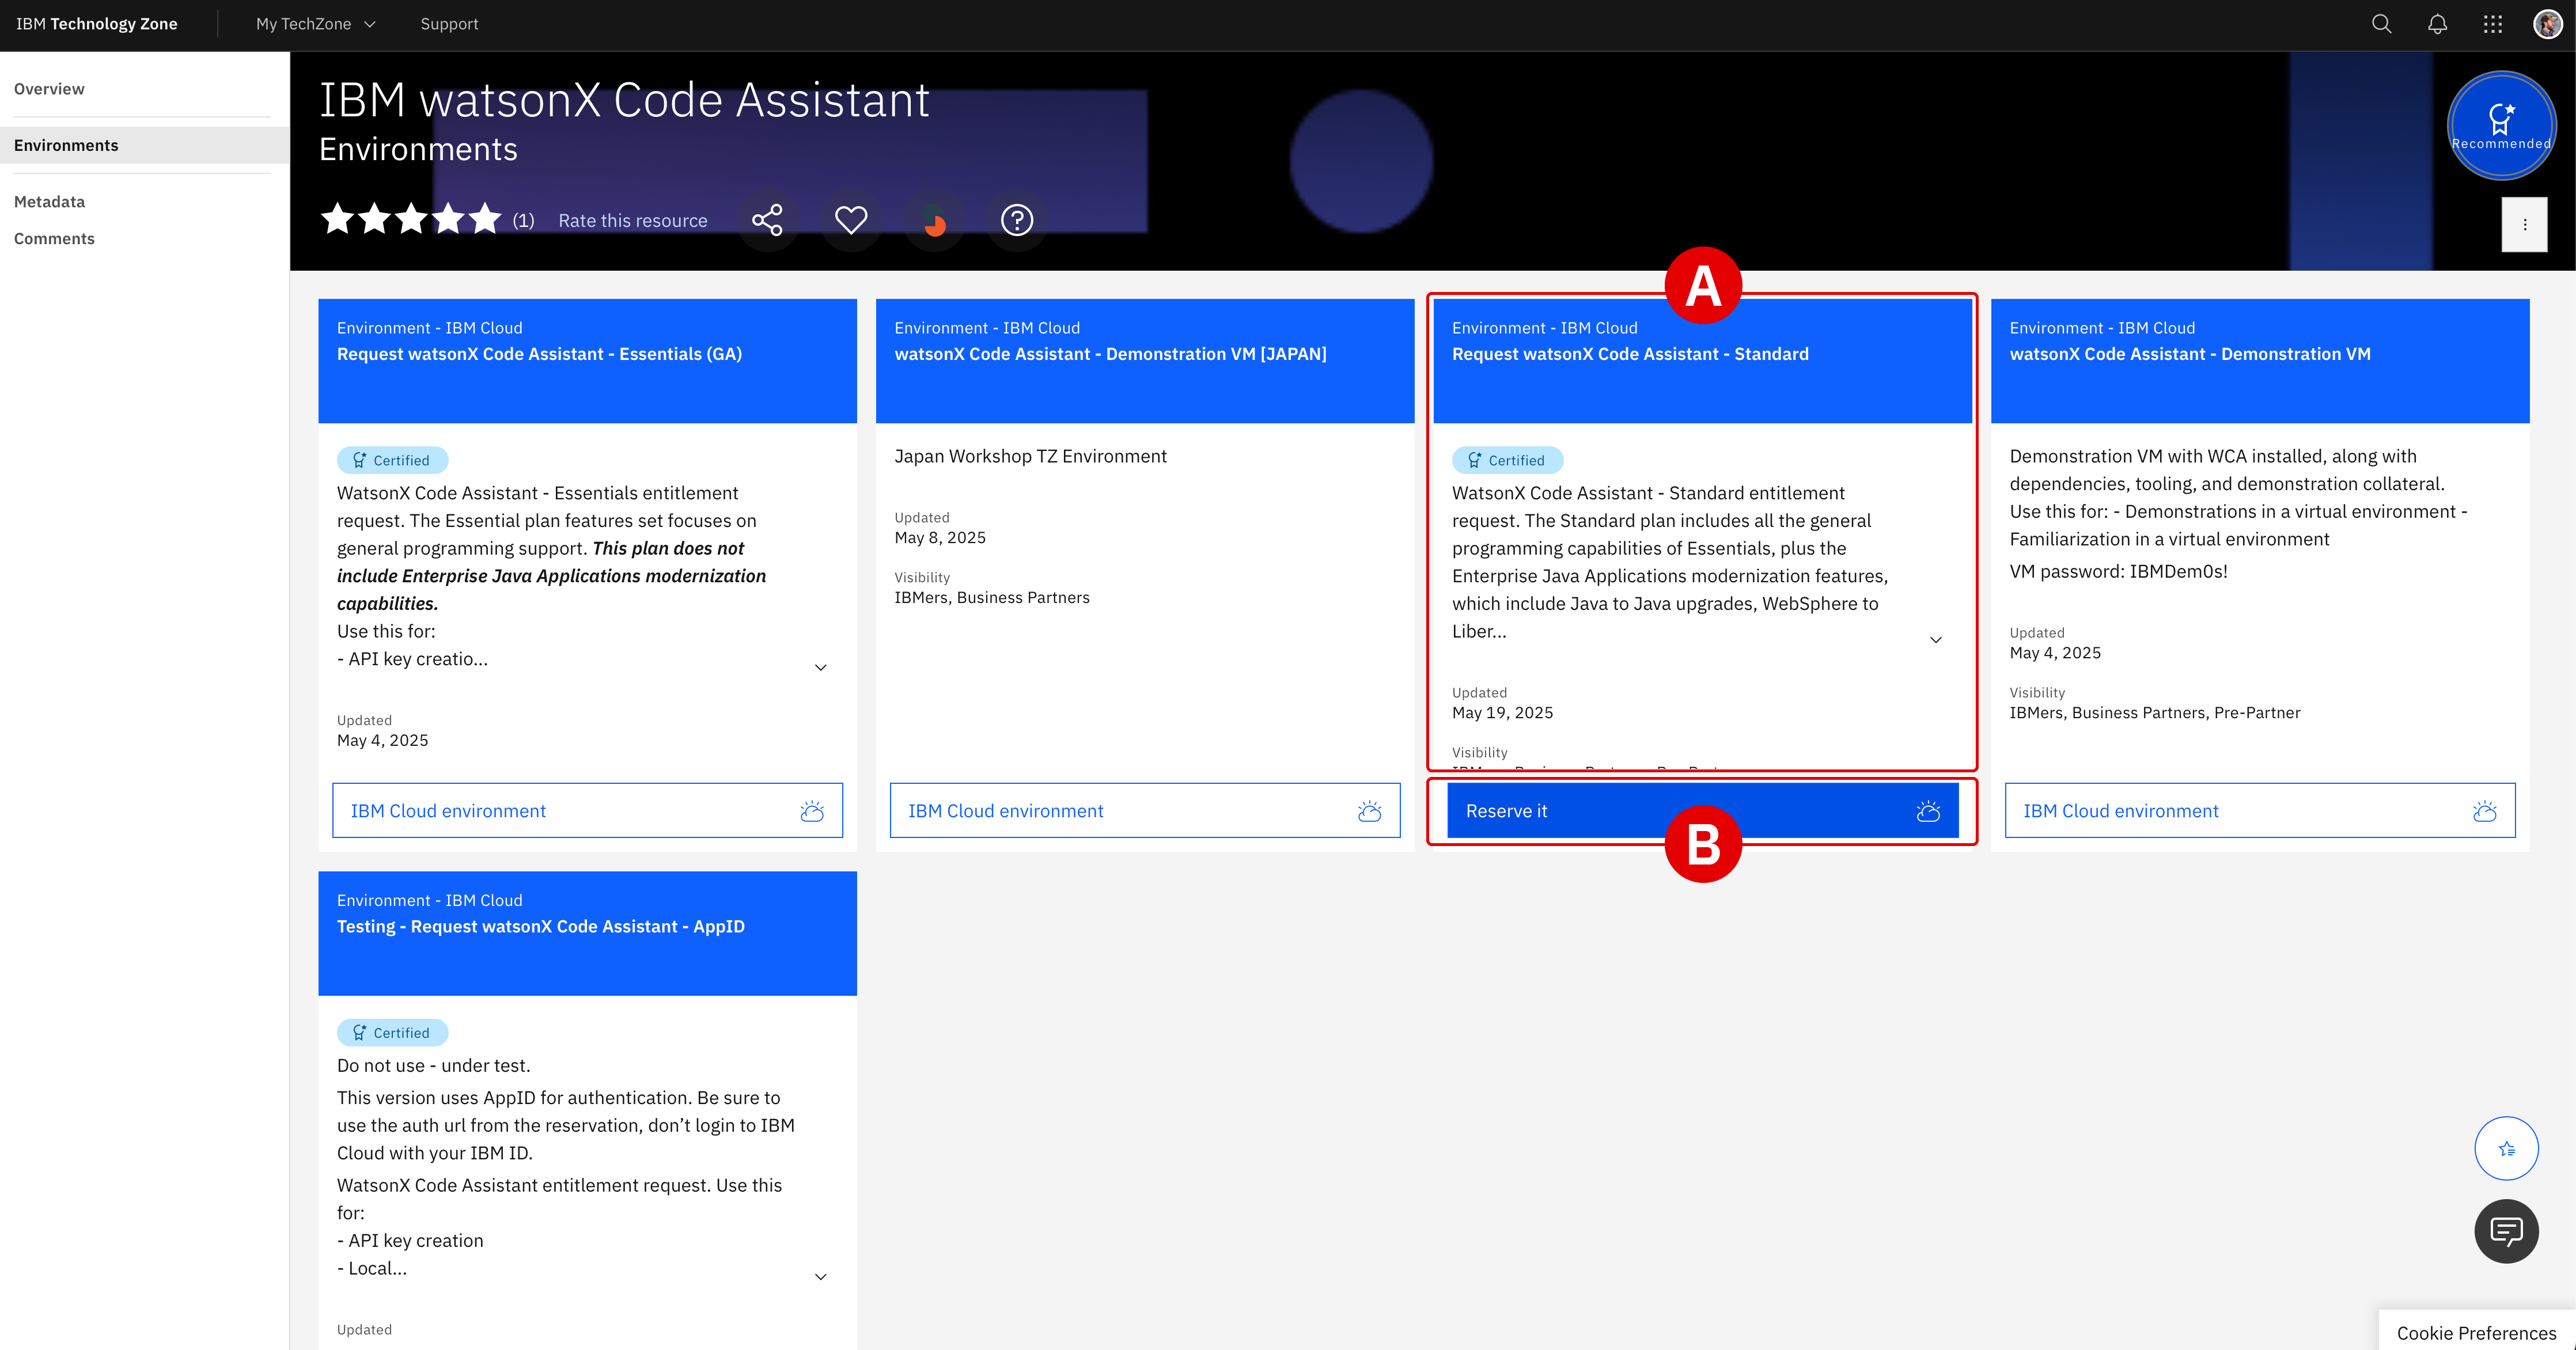 IBM Technology Zone
My TechZone
Support
Overview
Environments
Metadata
Comments
IBM watsonX Code Assistant
Environments
(1)
Rate this resource
Recommended
Environment - IBM Cloud
Request watsonX Code Assistant - Essentials (GA)
Certified
WatsonX Code Assistant - Essentials entitlement
request. The Essential plan features set focuses on
general programming support. This plan does not
include Enterprise Java Applications modernization
capabilities.
Use this for:
- API key creatio...
Updated
May 4, 2025
IBM Cloud environment
Environment - IBM Cloud
watsonX Code Assistant - Demonstration VM [JAPAN]
Japan Workshop TZ Environment
Updated
May 8, 2025
Visibility
IBMers, Business Partners
IBM Cloud environment
A
Environment - IBM Cloud
Request watsonX Code Assistant - Standard
Certified
WatsonX Code Assistant - Standard entitlement
request. The Standard plan includes all the general
programming capabilities of Essentials, plus the
Enterprise Java Applications modernization features,
which include Java to Java upgrades, WebSphere to
Liber...
Updated
May 19, 2025
Visibility
Reserve it
B
Environment - IBM Cloud
watsonX Code Assistant - Demonstration VM
Demonstration VM with WCA installed, along with
dependencies, tooling, and demonstration collateral.
Use this for: - Demonstrations in a virtual environment -
Familiarization in a virtual environment
VM password: IBMDem0s!
Updated
May 4, 2025
Visibility
IBMers, Business Partners, Pre-Partner
IBM Cloud environment
Environment - IBM Cloud
Testing - Request watsonX Code Assistant - AppID
Certified
Do not use - under test.
This version uses AppID for authentication. Be sure to
use the auth url from the reservation, don't login to IBM
Cloud with your IBM ID.
WatsonX Code Assistant entitlement request. Use this
for:
- API key creation
- Local...
Updated
Cookie Preferences